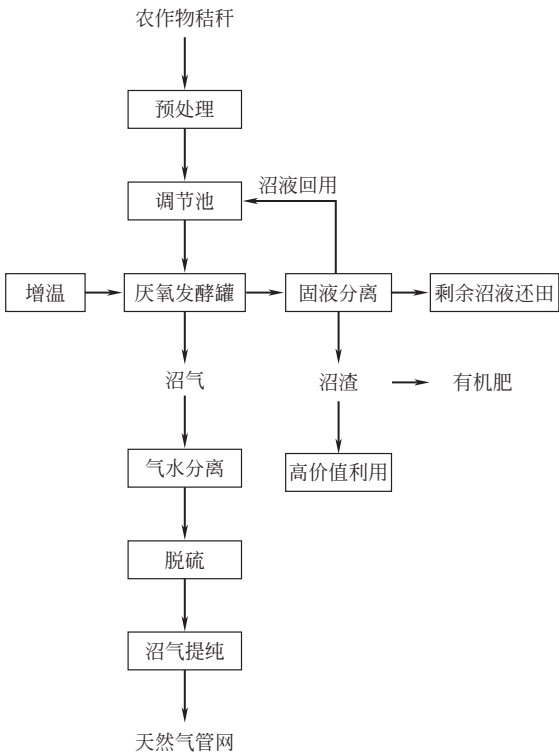 农作物秸秆
预处理
沼液回用
调节池
增温
厌氧发酵罐
固液分离
剩余沼液还田
沼气
沼渣
有机肥
气水分离
高价值利用
脱硫
沼气提纯
天然气管网